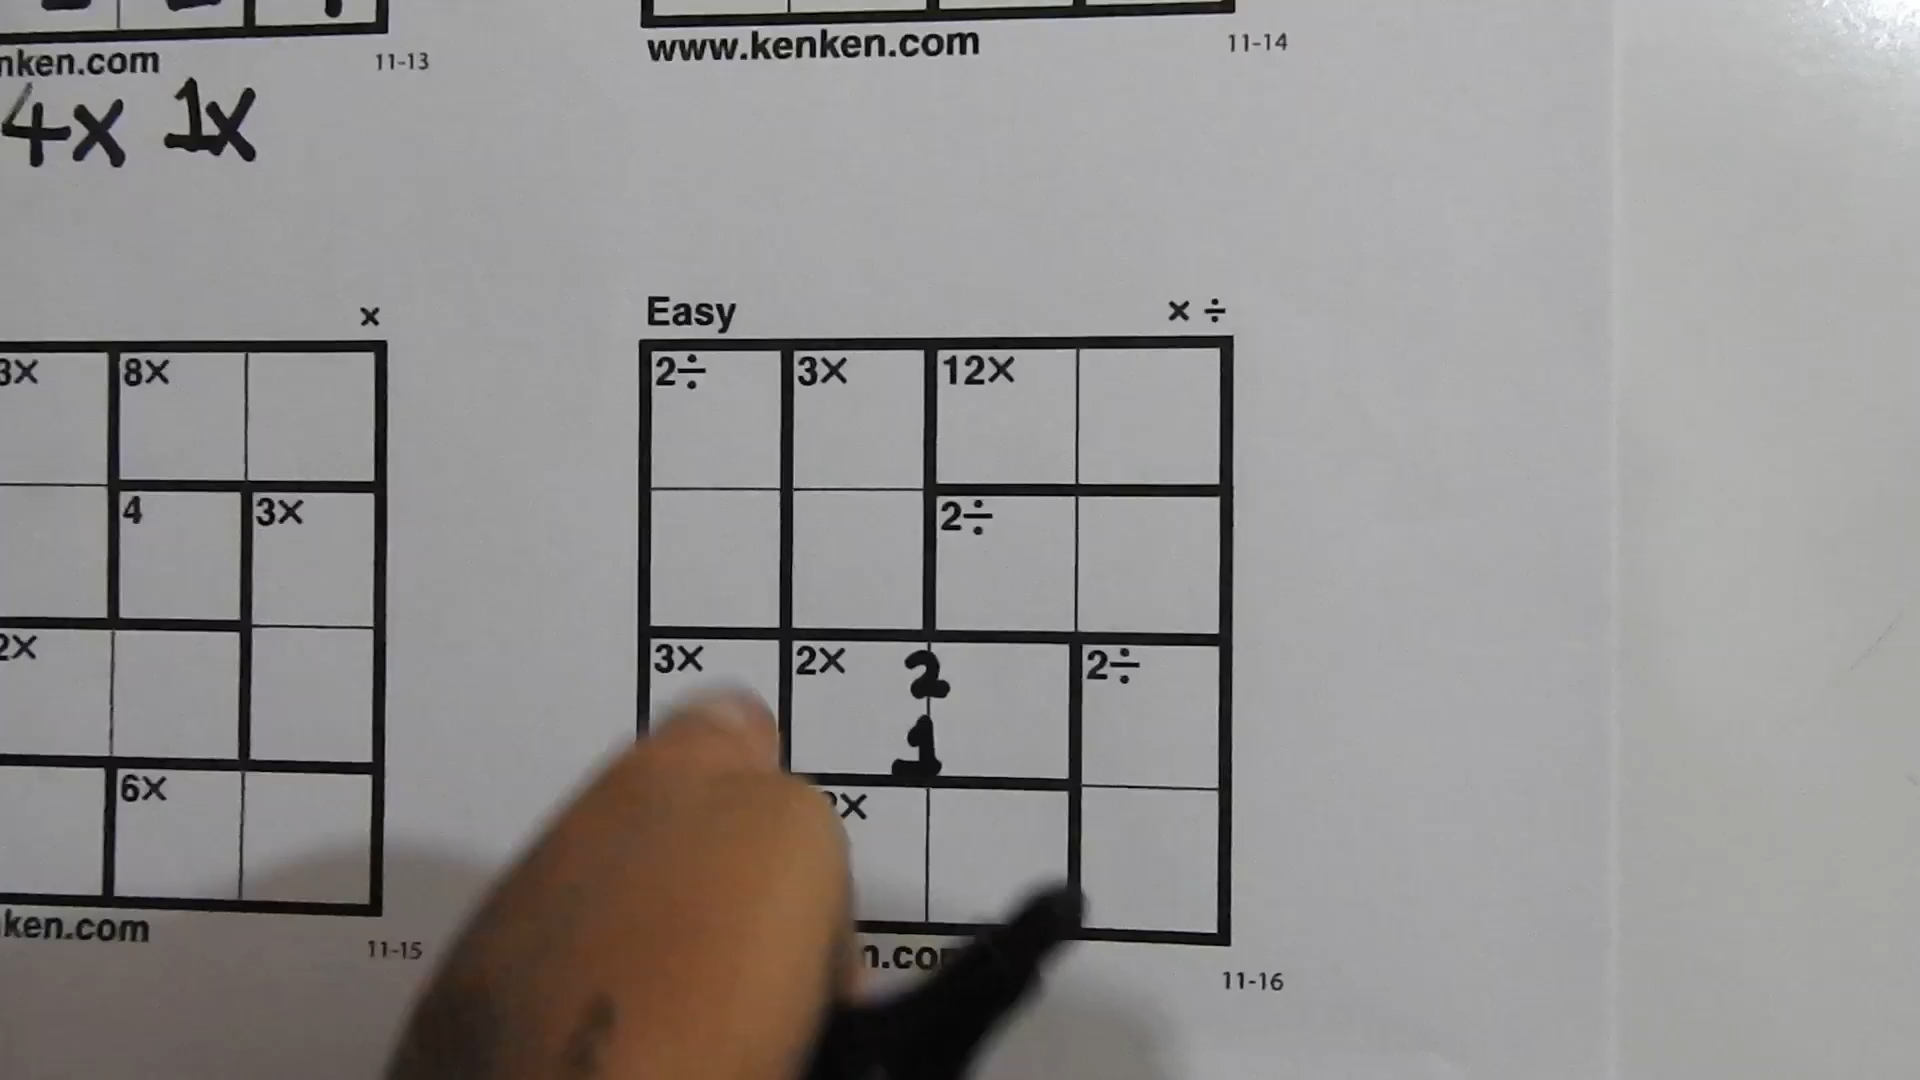 www.kenken.com 11-14
nken.com 11-13
4x 1x
×
3× 8×
4 3×
2×
6×
ken.com
11-15
Easy × ÷
2÷ 3× 12×
2÷
3× 2× 2 2÷
1
×
n.co
11-16